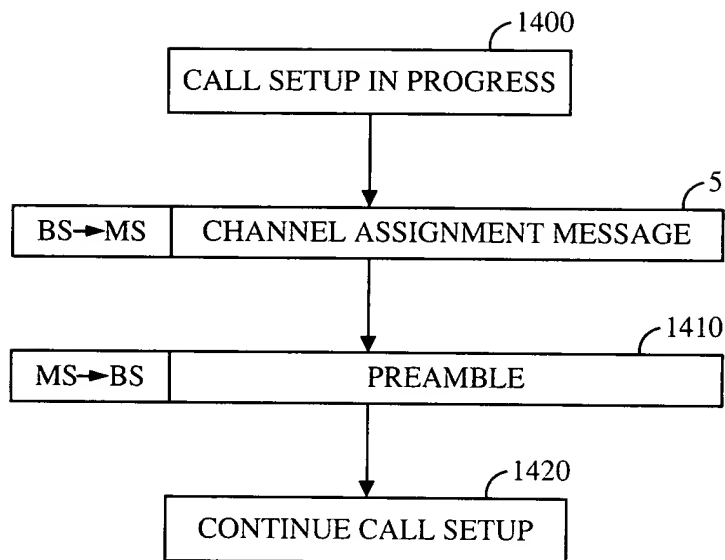 1400
CALL SETUP IN PROGRESS
5
BS→MS CHANNEL ASSIGNMENT MESSAGE
1410
MS→BS PREAMBLE
1420
CONTINUE CALL SETUP